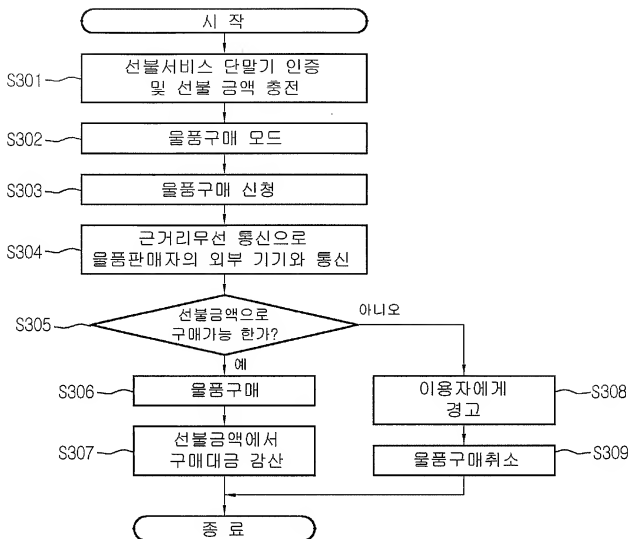 시 작
S301
선불서비스 단말기 인증
및 선불 금액 충전
S302
물품구매 모드
S303
물품구매 신청
S304
근거리무선 통신으로
물품판매자의 외부 기기와 통신
S305
선불금액으로
구매가능 한가?
아니오
예
S306
물품구매
이용자에게
경고
S308
S307
선불금액에서
구매대금 감산
물품구매취소
S309
종 료